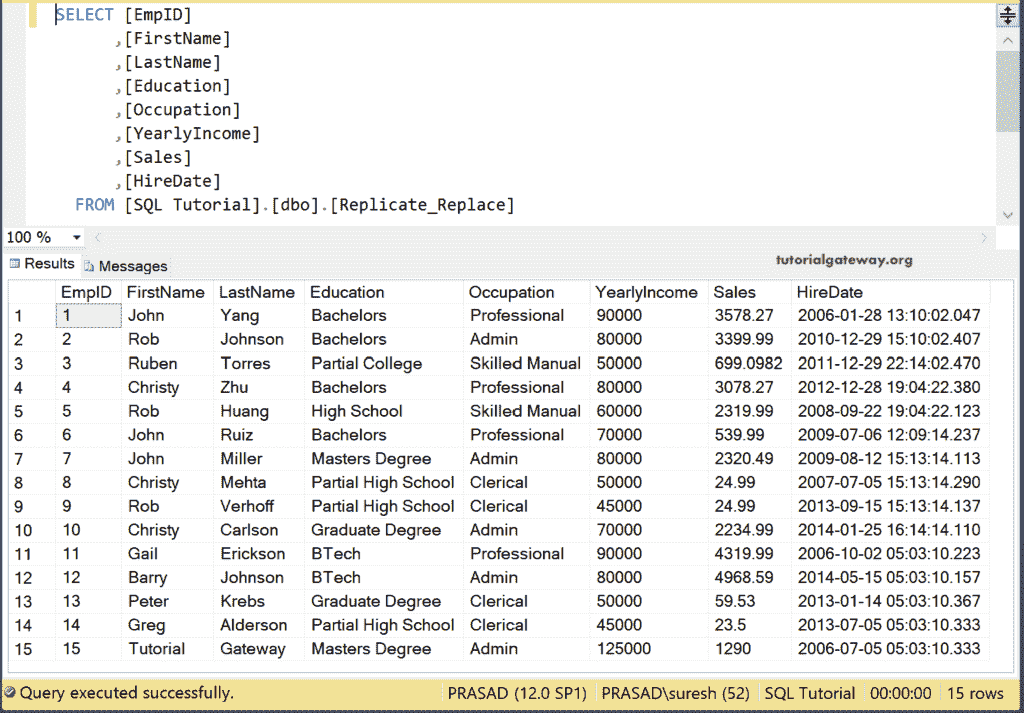 SELECT [EmpID]
,[FirstName]
,[LastName]
,[Education]
,[Occupation]
,[YearlyIncome]
,[Sales]
,[HireDate]
FROM [SQL Tutorial].[dbo].[Replicate_Replace]
100 %
Results Messages tutorialgateway.org
EmpID FirstName LastName Education Occupation YearlyIncome Sales HireDate
1 1 John Yang Bachelors Professional 90000 3578.27 2006-01-28 13:10:02.047
2 2 Rob Johnson Bachelors Admin 80000 3399.99 2010-12-29 15:10:02.407
3 3 Ruben Torres Partial College Skilled Manual 50000 699.0982 2011-12-29 22:14:02.470
4 4 Christy Zhu Bachelors Professional 80000 3078.27 2012-12-28 19:04:22.380
5 5 Rob Huang High School Skilled Manual 60000 2319.99 2008-09-22 19:04:22.123
6 6 John Ruiz Bachelors Professional 70000 539.99 2009-07-06 12:09:14.237
7 7 John Miller Masters Degree Admin 80000 2320.49 2009-08-12 15:13:14.113
8 8 Christy Mehta Partial High School Clerical 50000 24.99 2007-07-05 15:13:14.290
9 9 Rob Verhoff Partial High School Clerical 45000 24.99 2013-09-15 15:13:14.137
10 10 Christy Carlson Graduate Degree Admin 70000 2234.99 2014-01-25 16:14:14.110
11 11 Gail Erickson BTech Professional 90000 4319.99 2006-10-02 05:03:10.223
12 12 Barry Johnson BTech Admin 80000 4968.59 2014-05-15 05:03:10.157
13 13 Peter Krebs Graduate Degree Clerical 50000 59.53 2013-01-14 05:03:10.367
14 14 Greg Alderson Partial High School Clerical 45000 23.5 2013-07-05 05:03:10.333
15 15 Tutorial Gateway Masters Degree Admin 125000 1290 2006-07-05 05:03:10.333
Query executed successfully. PRASAD (12.0 SP1) PRASAD\suresh (52) SQL Tutorial 00:00:00 15 rows